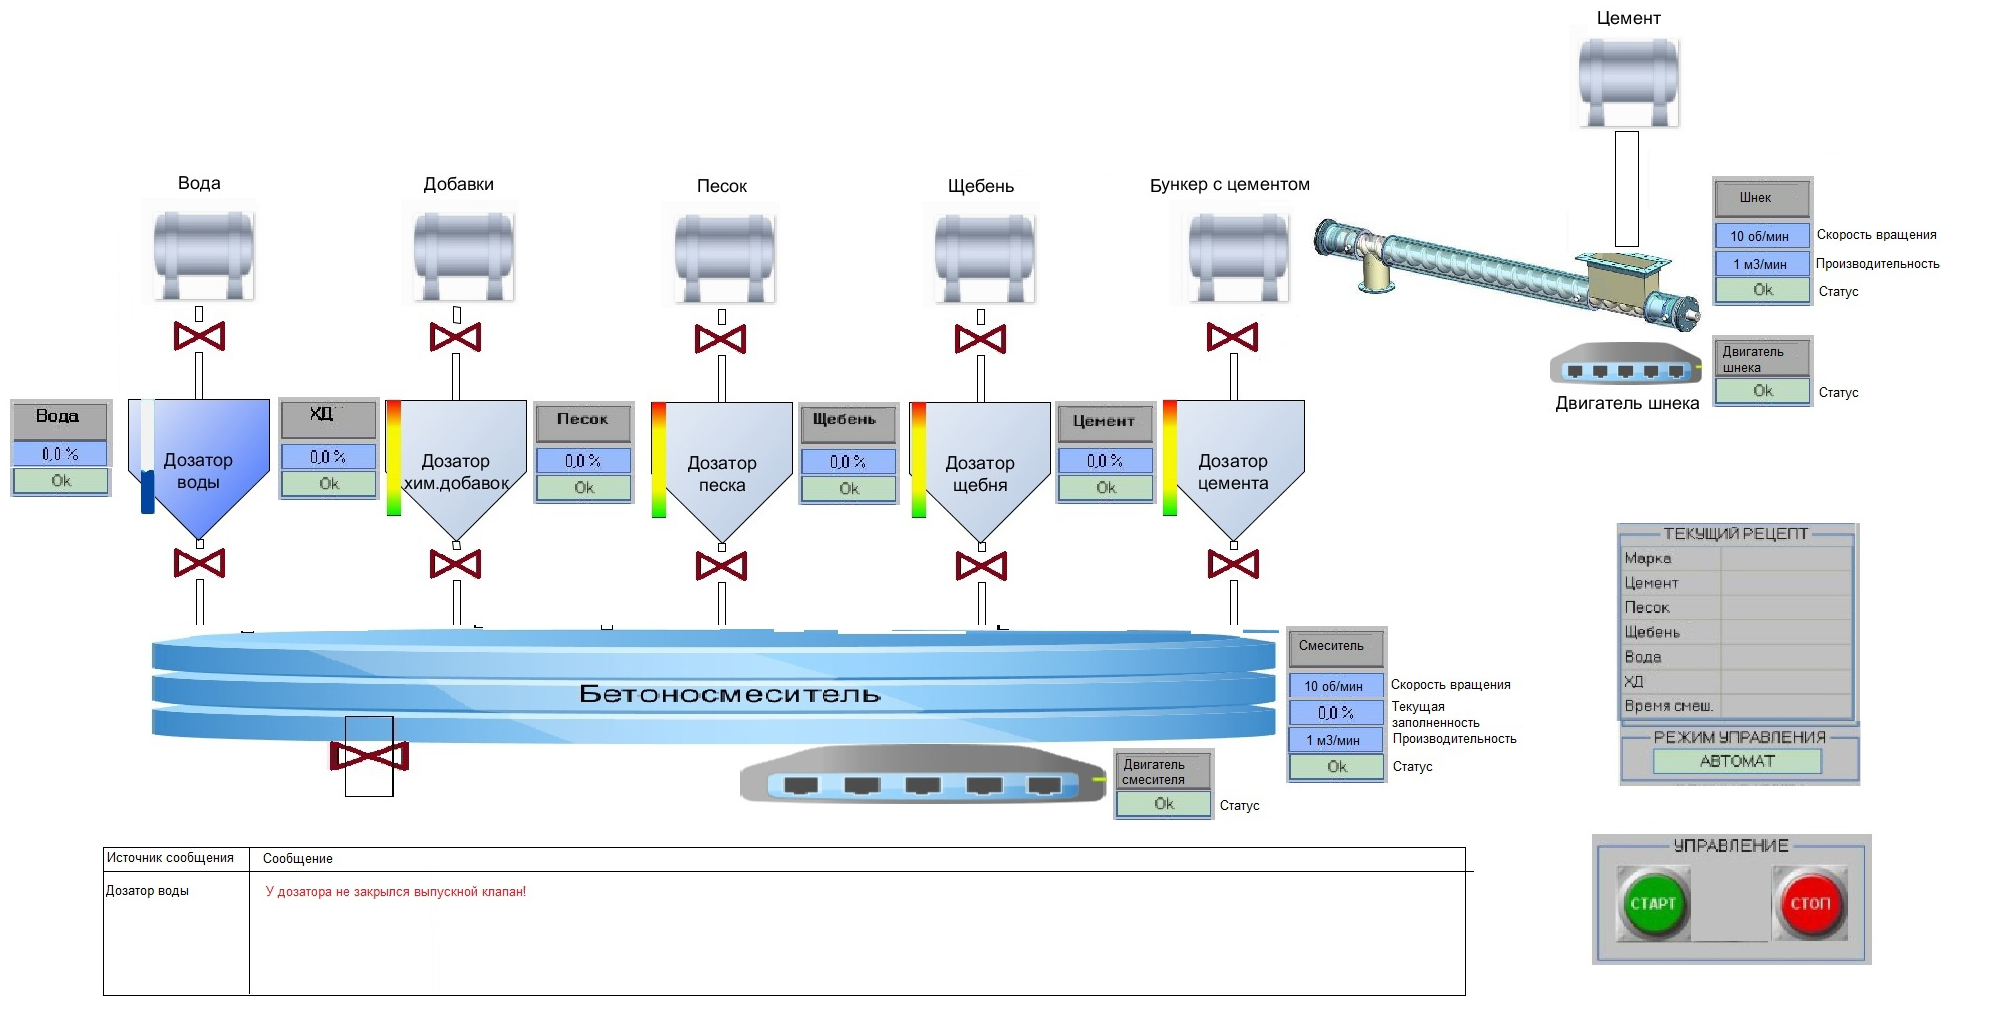 Цемент
Вода
Добавки
Песок
Щебень
Бункер с цементом
Шнек
10 об/мин Скорость вращения
1 м3/мин Производительность
Ok Статус
Двигатель
шнека
Ok Статус
Двигатель шнека
Вода
0,0 %
Ok
Дозатор
воды
ХД
0,0 %
Ok
Дозатор
хим.добавок
Песок
0,0 %
Ok
Дозатор
песка
Щебень
0,0 %
Ok
Дозатор
щебня
Цемент
0,0 %
Ok
Дозатор
цемента
ТЕКУЩИЙ РЕЦЕПТ
Марка
Цемент
Песок
Щебень
Вода
ХД
Время смеш.
РЕЖИМ УПРАВЛЕНИЯ
АВТОМАТ
Бетоносмеситель
Смеситель
10 об/мин Скорость вращения
0,0 % Текущая
заполненность
1 м3/мин Производительность
Ok Статус
Двигатель
смесителя
Ok Статус
УПРАВЛЕНИЕ
СТАРТ СТОП
Источник сообщения Сообщение
Дозатор воды У дозатора не закрылся выпускной клапан!